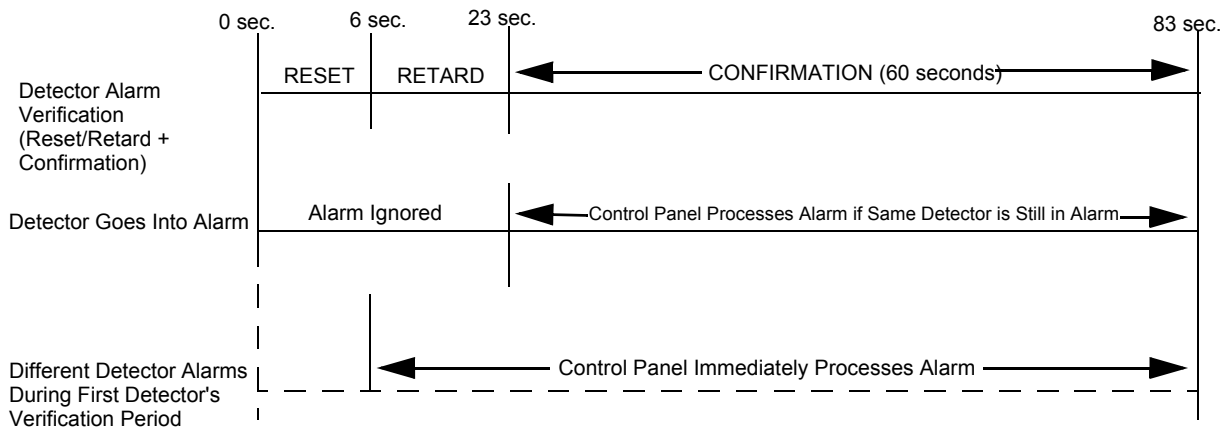 0 sec.
6 sec.
23 sec.
83 sec.
RESET
RETARD
CONFIRMATION (60 seconds)
Detector Alarm
Verification
(Reset/Retard +
Confirmation)
Detector Goes Into Alarm
Alarm Ignored
Control Panel Processes Alarm if Same Detector is Still in Alarm
Different Detector Alarms
During First Detector's
Verification Period
Control Panel Immediately Processes Alarm